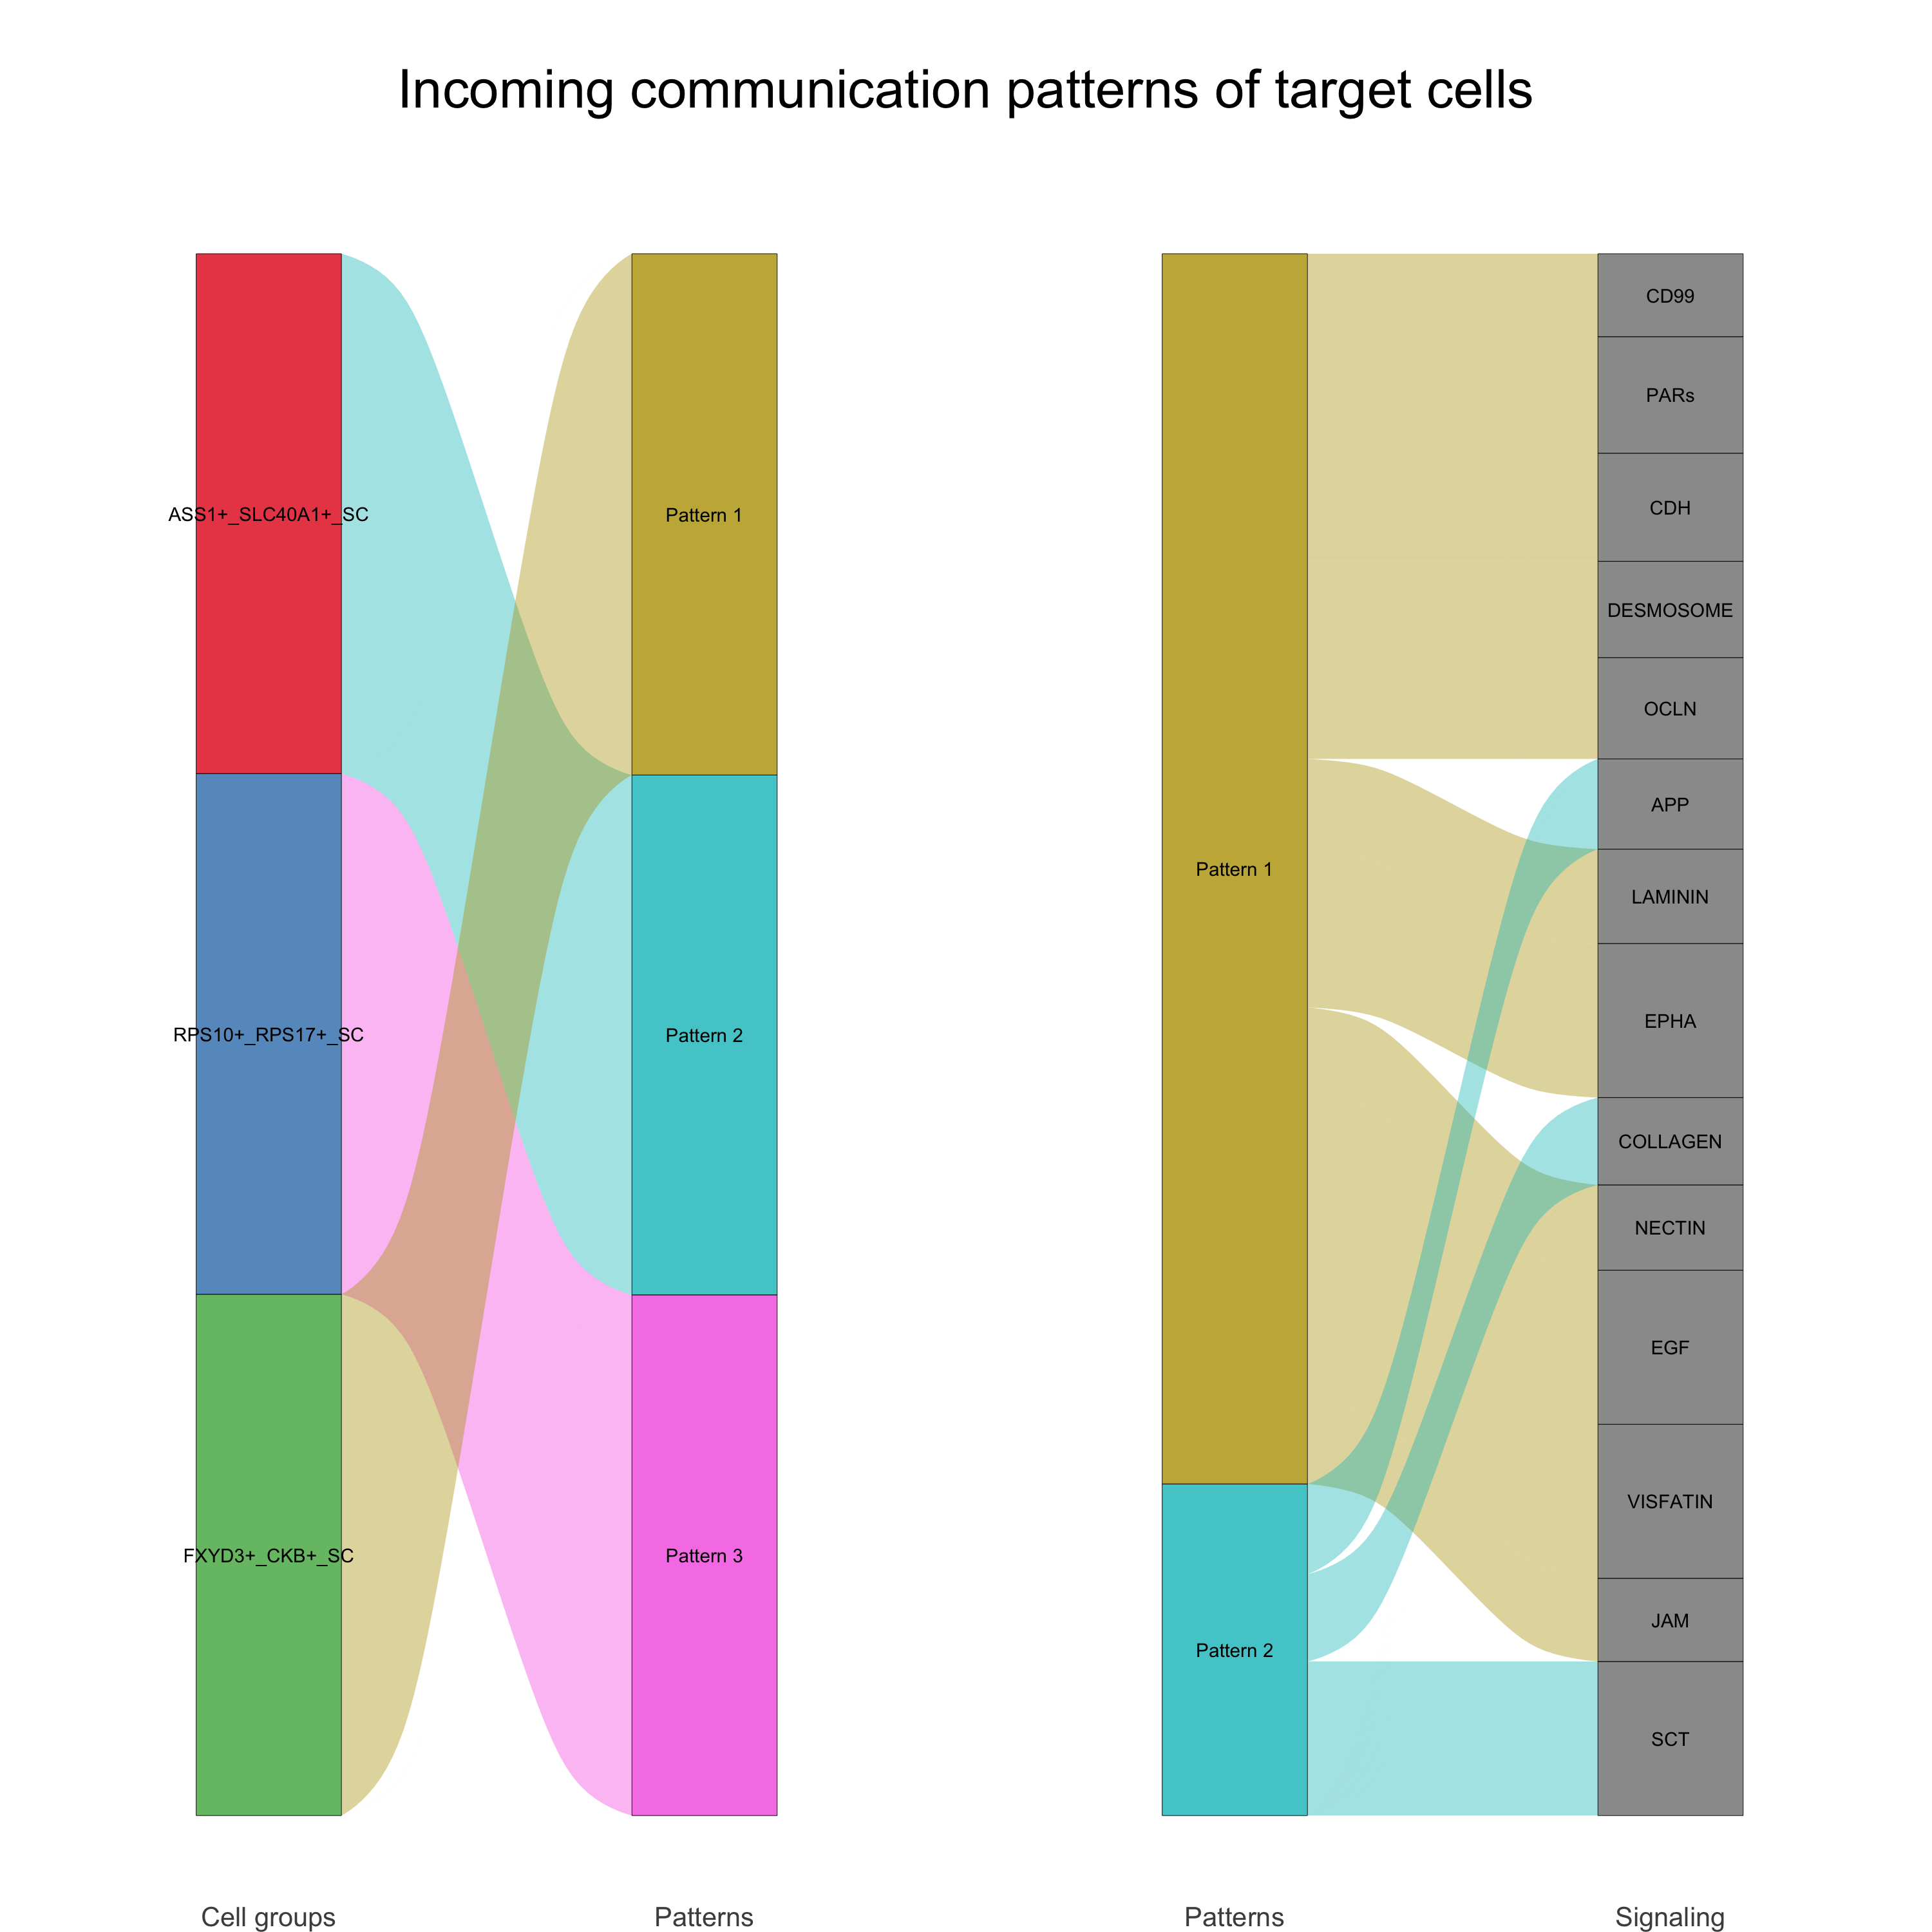 Incoming communication patterns of target cells
ASS1+_SLC40A1+_SC
RPS10+_RPS17+_SC
FXYD3+_CKB+_SC
Pattern 1
Pattern 2
Pattern 3
Pattern 1
Pattern 2
CD99
PARs
CDH
DESMOSOME
OCLN
APP
LAMININ
EPHA
COLLAGEN
NECTIN
EGF
VISFATIN
JAM
SCT
Cell groups
Patterns
Patterns
Signaling